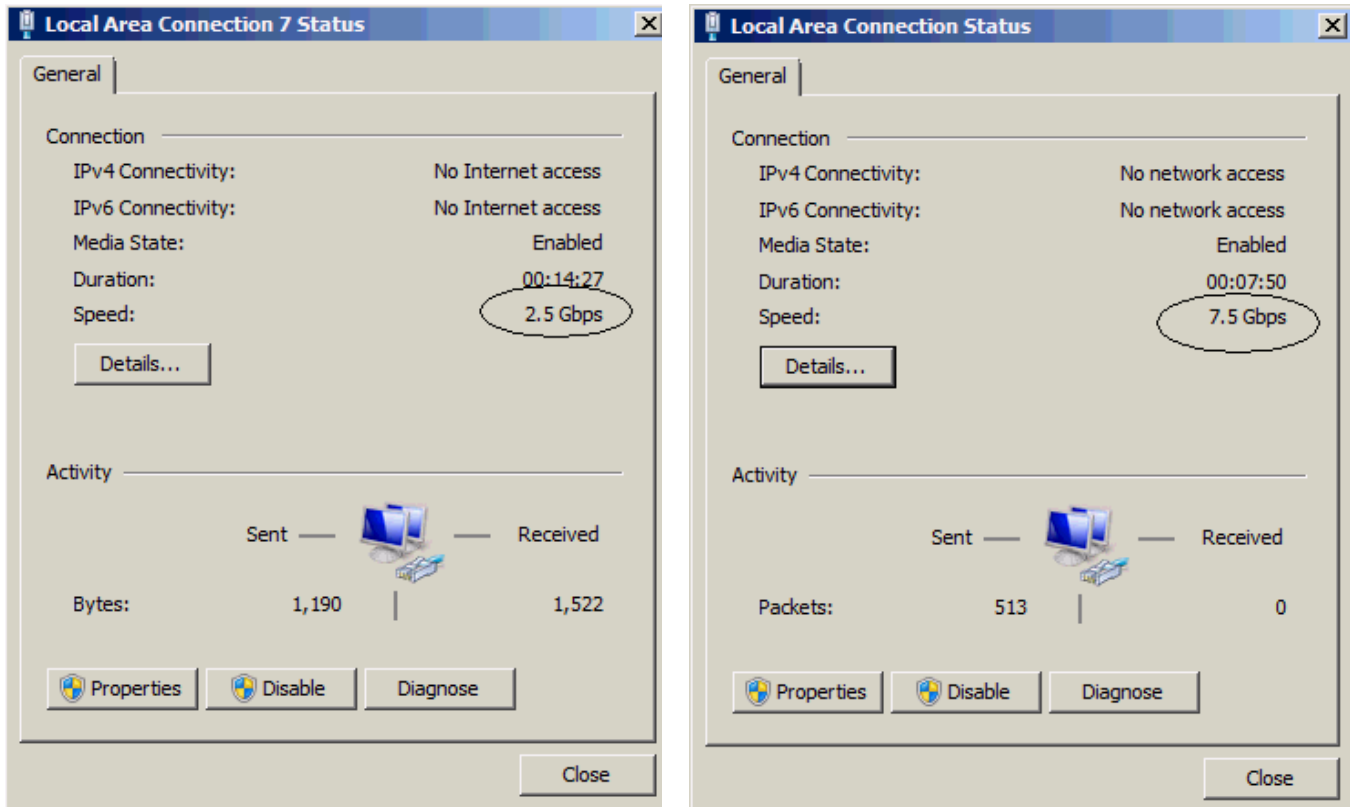 Local Area Connection 7 Status
General
Connection
IPv4 Connectivity: No Internet access
IPv6 Connectivity: No Internet access
Media State: Enabled
Duration: 00:14:27
Speed: 2.5 Gbps
Details...
Activity
Sent Received
Bytes: 1,190 1,522
Properties Disable Diagnose
Close
Local Area Connection Status
General
Connection
IPv4 Connectivity: No network access
IPv6 Connectivity: No network access
Media State: Enabled
Duration: 00:07:50
Speed: 7.5 Gbps
Details...
Activity
Sent Received
Packets: 513 0
Properties Disable Diagnose
Close